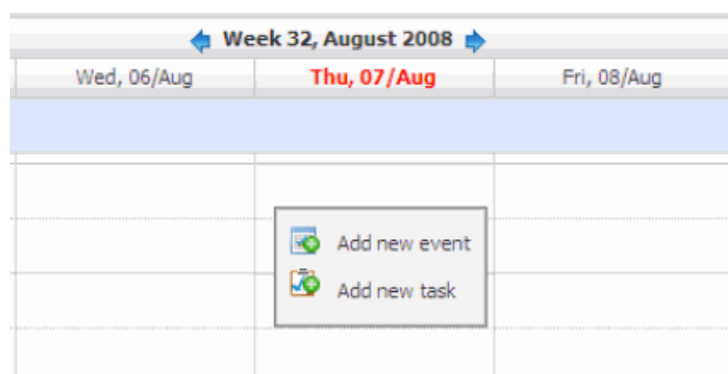 Week 32, August 2008
Wed, 06/Aug Thu, 07/Aug Fri, 08/Aug
Add new event
Add new task